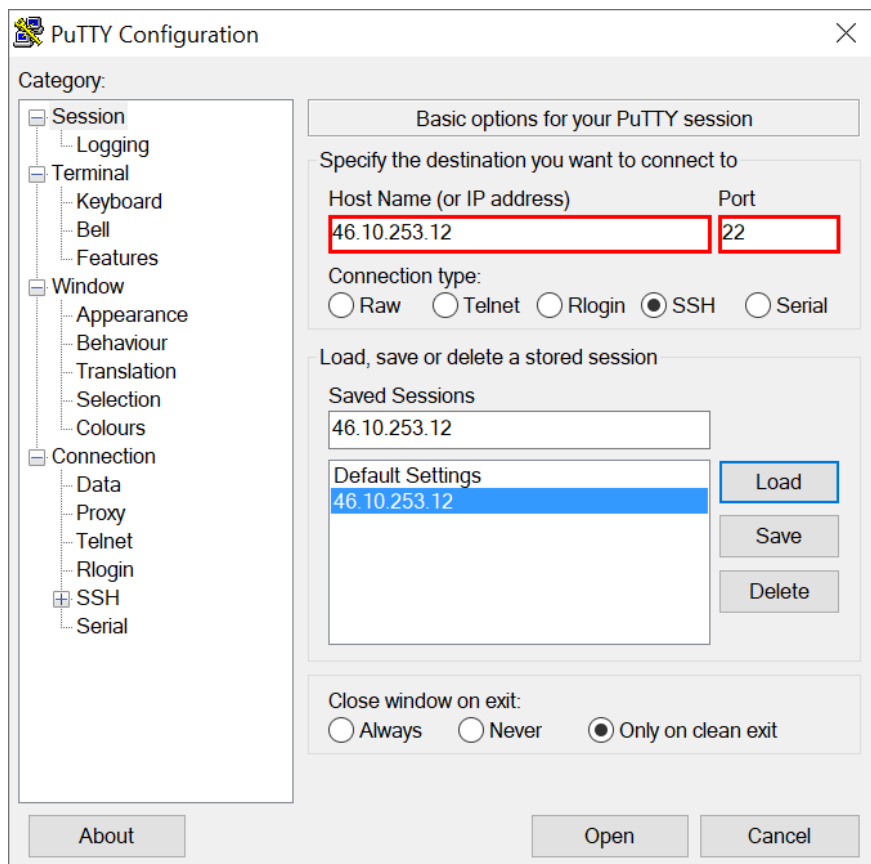 PuTTY Configuration
Category:
Session
Logging
Terminal
Keyboard
Bell
Features
Window
Appearance
Behaviour
Translation
Selection
Colours
Connection
Data
Proxy
Telnet
Rlogin
SSH
Serial
Basic options for your PuTTY session
Specify the destination you want to connect to
Host Name (or IP address) Port
46.10.253.12 22
Connection type:
Raw Telnet Rlogin SSH Serial
Load, save or delete a stored session
Saved Sessions
46.10.253.12
Default Settings
46.10.253.12
Load
Save
Delete
Close window on exit:
Always Never Only on clean exit
About Open Cancel